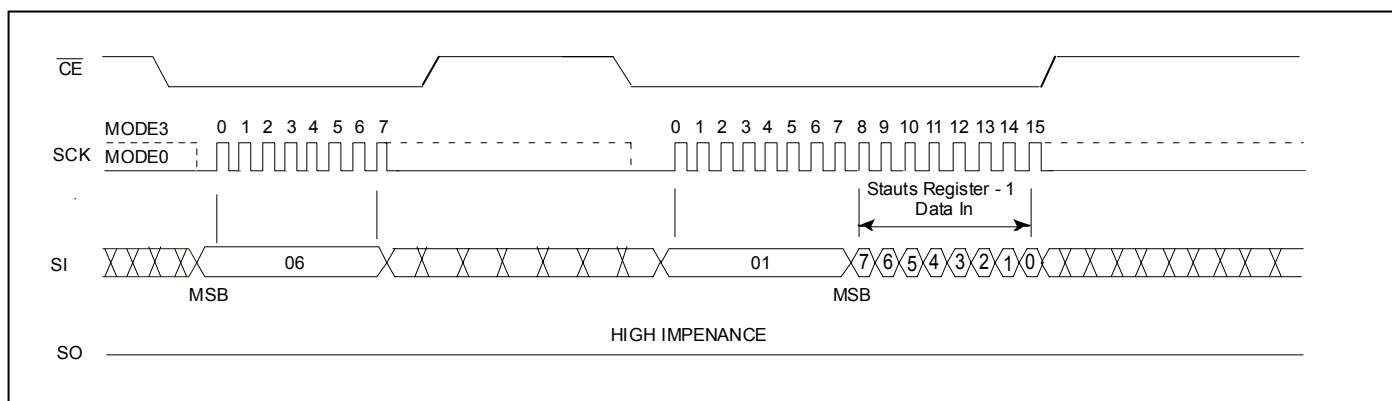 CE
MODE3 0 1 2 3 4 5 6 7 0 1 2 3 4 5 6 7 8 9 10 11 12 13 14 15
SCK MODE0
Stauts Register - 1
Data In
SI 06 01 7 6 5 4 3 2 1 0
MSB MSB
HIGH IMPENANCE
SO